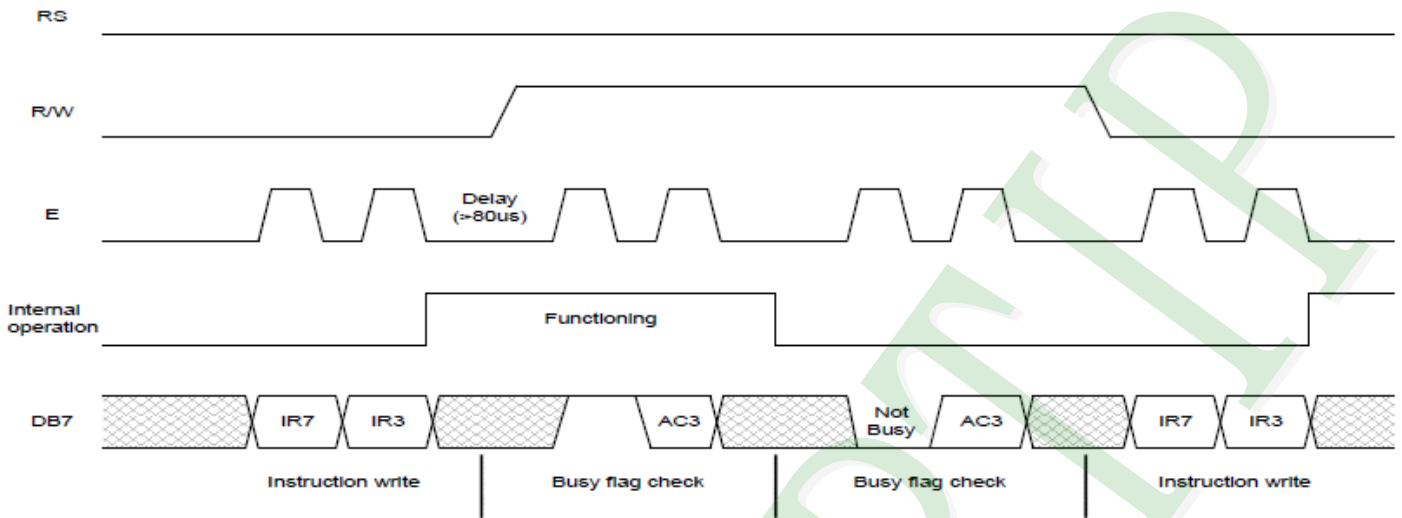 RS
R/W
E
Delay
(>80us)
Internal
operation
Functioning
DB7
IR7
IR3
AC3
Not
Busy
AC3
IR7
IR3
Instruction write
Busy flag check
Busy flag check
Instruction write